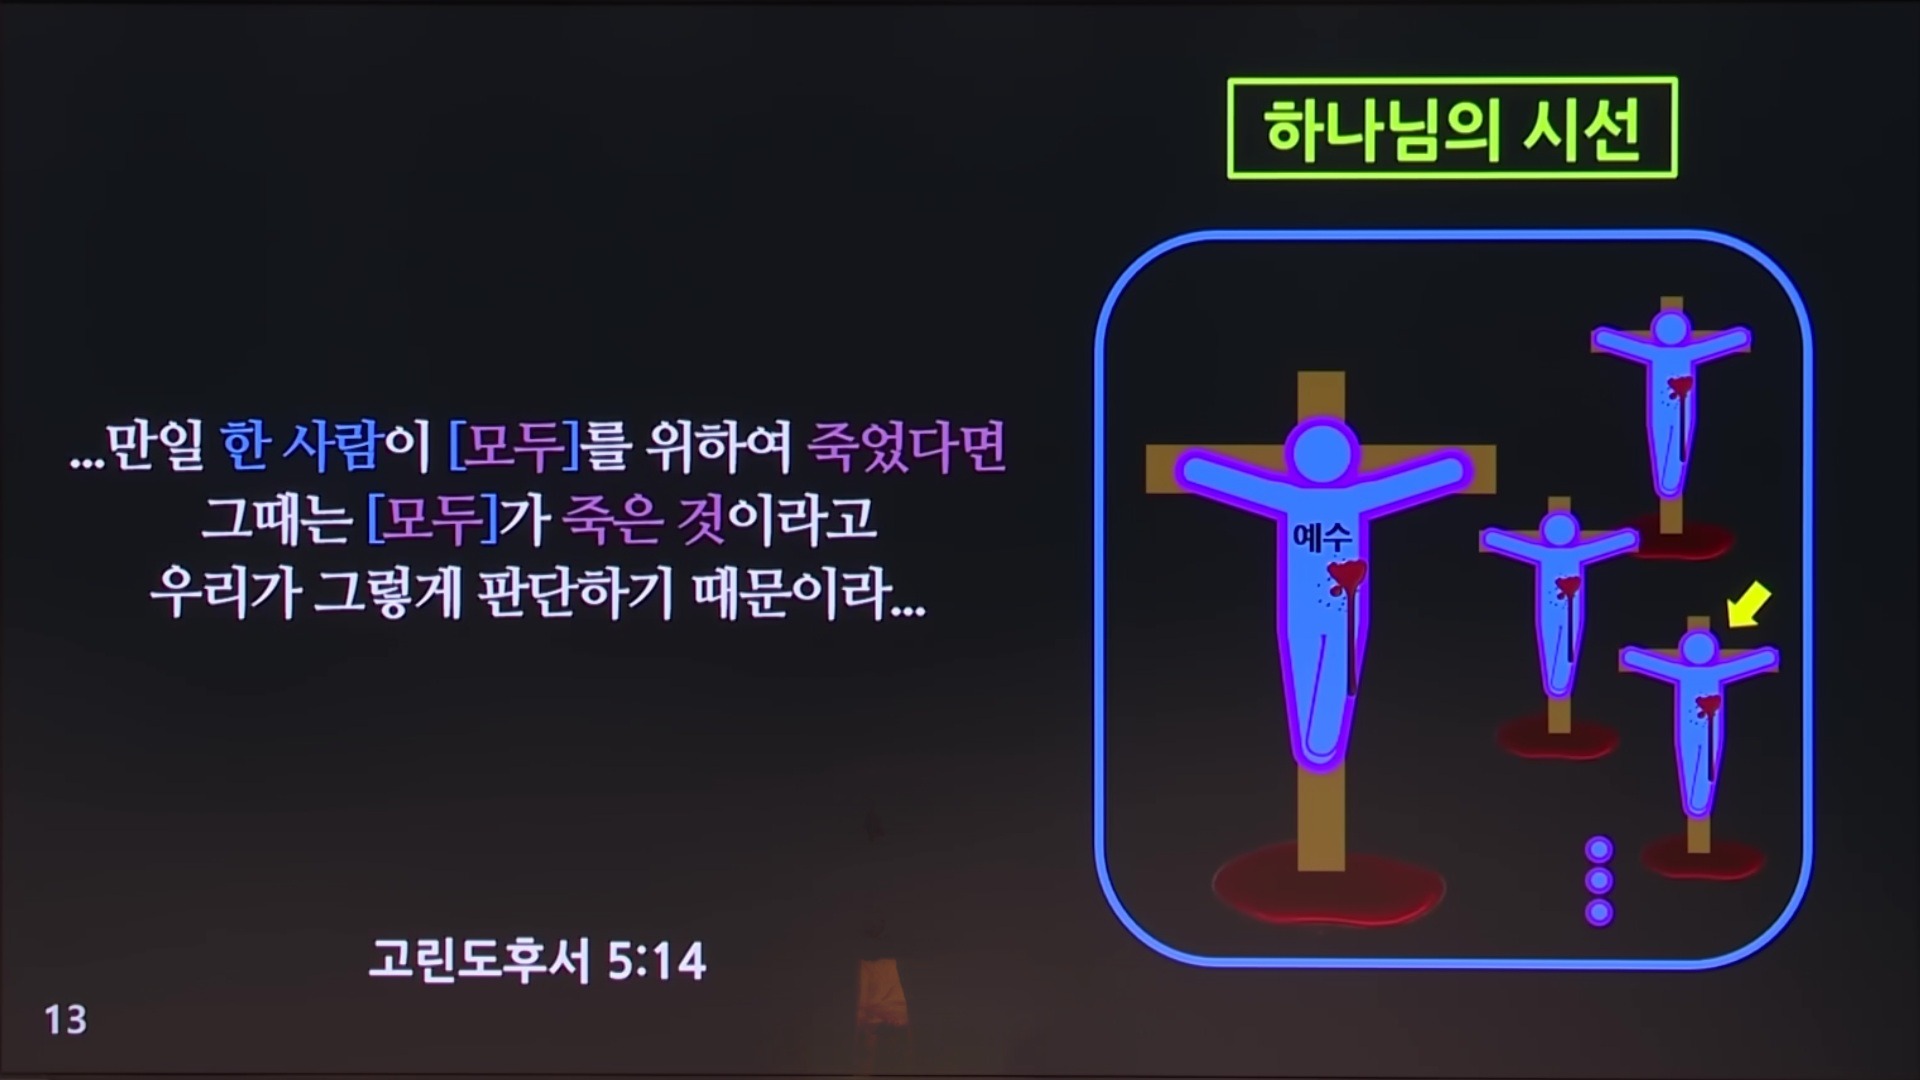 하나님의 시선
...만일 한 사람이 [모두]를 위하여 죽었다면
그때는 [모두]가 죽은 것이라고
우리가 그렇게 판단하기 때문이라...
예수
고린도후서 5:14
13